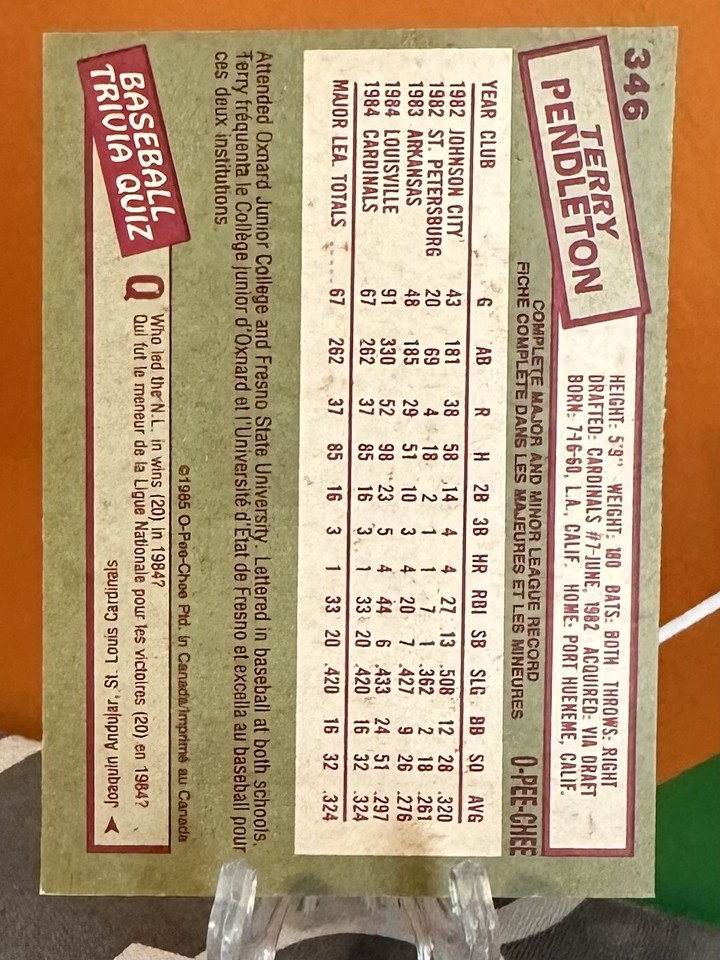 346
TERRY
PENDLETON
HEIGHT: 5'9" WEIGHT: 180 BATS: BOTH THROWS: RIGHT
DRAFTED: CARDINALS #7-JUNE, 1982 ACQUIRED: VIA DRAFT
BORN: 7-16-60, L.A., CALIF. HOME: PORT HUENEME, CALIF.
COMPLETE MAJOR AND MINOR LEAGUE RECORD
FICHE COMPLÈTE DANS LES MAJEURES ET LES MINEURES
O-PEE-CHEE
YEAR CLUB G AB R H 2B 3B HR RBI SB SLG BB SO AVG
1982 JOHNSON CITY 43 181 38 58 14 4 4 27 13 .508 12 28 .320
1982 ST. PETERSBURG 20 69 4 18 2 1 1 7 1 .362 2 18 .261
1983 ARKANSAS 48 185 29 51 10 3 4 20 7 .427 9 26 .276
1984 LOUISVILLE 91 330 52 98 23 5 4 44 6 .433 24 51 .297
1984 CARDINALS 67 262 37 85 16 3 1 33 20 .420 16 32 .324
MAJOR LEA. TOTALS 67 262 37 85 16 3 1 33 20 .420 16 32 .324
Attended Oxnard Junior College and Fresno State University. Lettered in baseball at both schools.
Terry fréquenta le Collège junior d'Oxnard et l'Université d'État de Fresno et excella au baseball pour
ces deux institutions.
©1985 O-Pee-Chee Ptd. in Canada/Imprimé au Canada
BASEBALL
TRIVIA QUIZ
Q Who led the N.L. in wins (20) in 1984?
Qui fut le meneur de la Ligue Nationale pour les victoires (20) en 1984?
Joaquin Andujar, St. Louis Cardinals